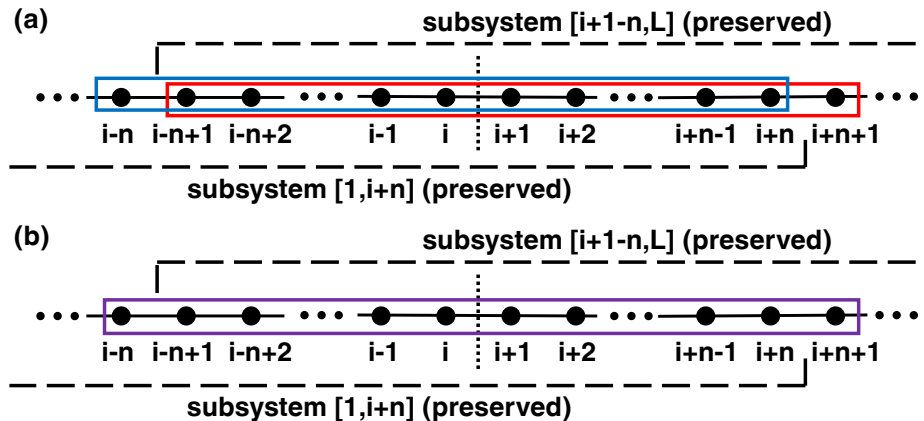 (a)
subsystem [i+1-n,L] (preserved)
i-n i-n+1 i-n+2 i-1 i i+1 i+2 i+n-1 i+n i+n+1
subsystem [1,i+n] (preserved)
(b)
subsystem [i+1-n,L] (preserved)
i-n i-n+1 i-n+2 i-1 i i+1 i+2 i+n-1 i+n i+n+1
subsystem [1,i+n] (preserved)